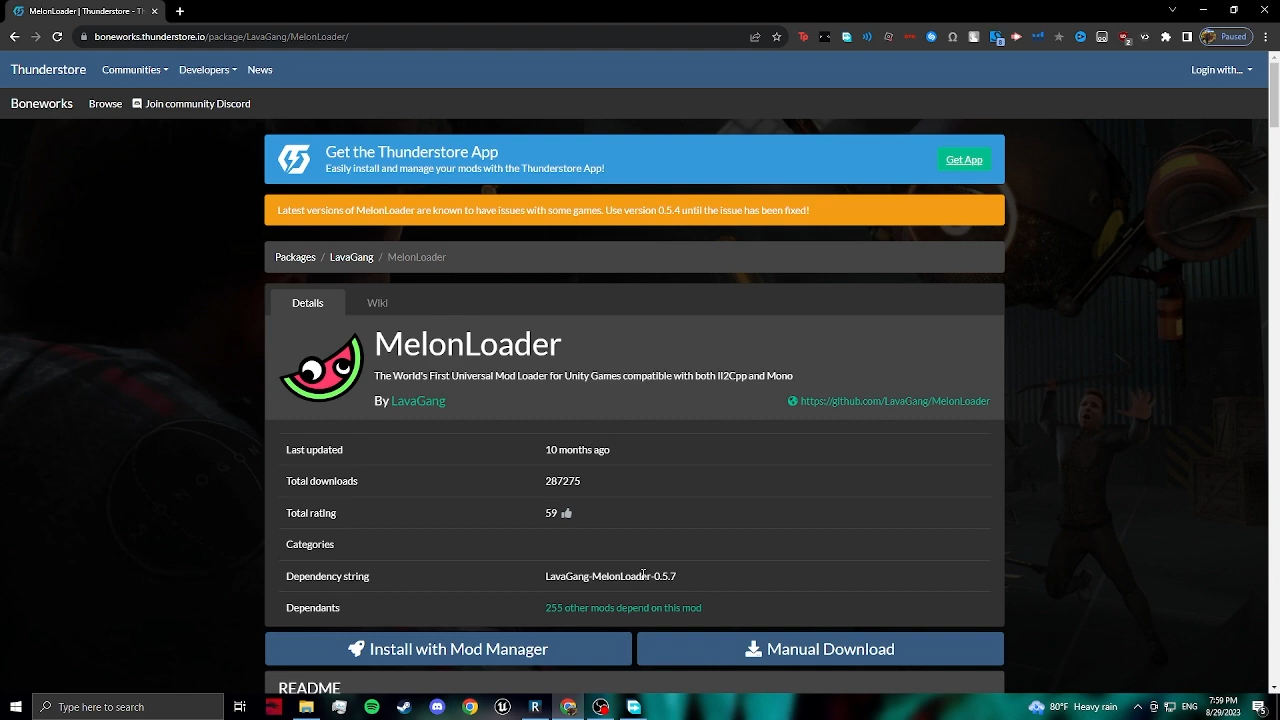 MelonLoader | Thunderstore - Th
boneworks.thunderstore.io/package/LavaGang/MelonLoader/
Paused
Thunderstore
Communities
Developers
News
Login with...
Boneworks
Browse
Join community Discord
Get the Thunderstore App
Easily install and manage your mods with the Thunderstore App!
Get App
Latest versions of MelonLoader are known to have issues with some games. Use version 0.5.4 until the issue has been fixed!
Packages / LavaGang / MelonLoader
Details
Wiki
MelonLoader
The World's First Universal Mod Loader for Unity Games compatible with both Il2Cpp and Mono
By LavaGang
https://github.com/LavaGang/MelonLoader
Last updated
10 months ago
Total downloads
287275
Total rating
59
Categories
Dependency string
LavaGang-MelonLoader-0.5.7
Dependants
255 other mods depend on this mod
Install with Mod Manager
Manual Download
README
Type here to search
80°F Heavy rain
ENG
7:59 PM
8/29/2023